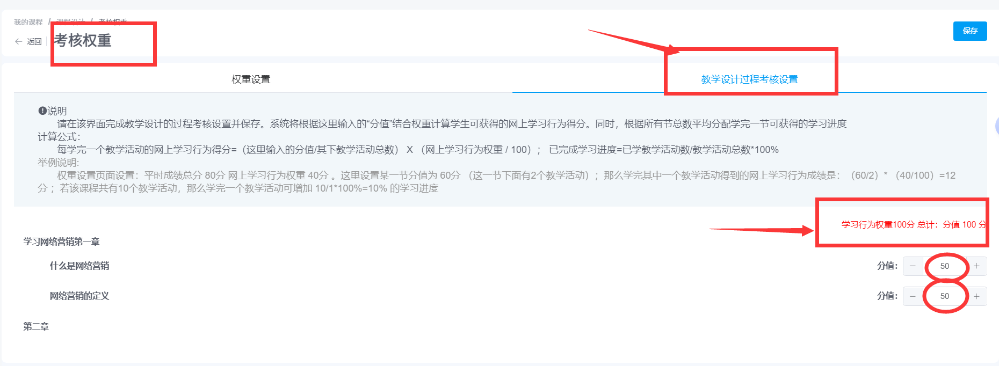 我的课程 / 课程设计 / 考核权重
← 返回 考核权重
保存
权重设置 教学设计过程考核设置
说明
请在该界面完成教学设计的过程考核设置并保存。系统将根据这里输入的“分值”结合权重计算学生可获得的网上学习行为得分。同时，根据所有节总数平均分配学完一节可获得的学习进度
计算公式：
每学完一个教学活动的网上学习行为得分=（这里输入的分值/其下教学活动总数） X （网上学习行为权重 / 100）； 已完成学习进度=已学教学活动数/教学活动总数*100%
举例说明:
权重设置页面设置：平时成绩总分 80分 网上学习行为权重 40分 。这里设置某一节分值为 60分 （这一节下面有2个教学活动）；那么学完其中一个教学活动得到的网上学习行为成绩是：（60/2）* （40/100）=12
分 ；若该课程共有10个教学活动，那么学完一个教学活动可增加 10/1*100%=10% 的学习进度
学习行为权重100分 总计：分值 100 分
学习网络营销第一章
什么是网络营销 分值： − 50 +
网络营销的定义 分值： − 50 +
第二章